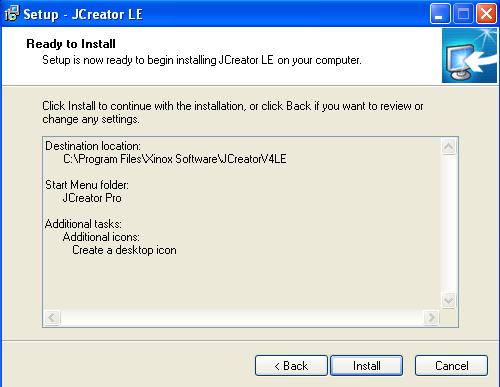 Setup - JCreator LE
Ready to Install
Setup is now ready to begin installing JCreator LE on your computer.
Click Install to continue with the installation, or click Back if you want to review or
change any settings.
Destination location:
C:\Program Files\Xinox Software\JCreatorV4LE
Start Menu folder:
JCreator Pro
Additional tasks:
Additional icons:
Create a desktop icon
< Back
Install
Cancel